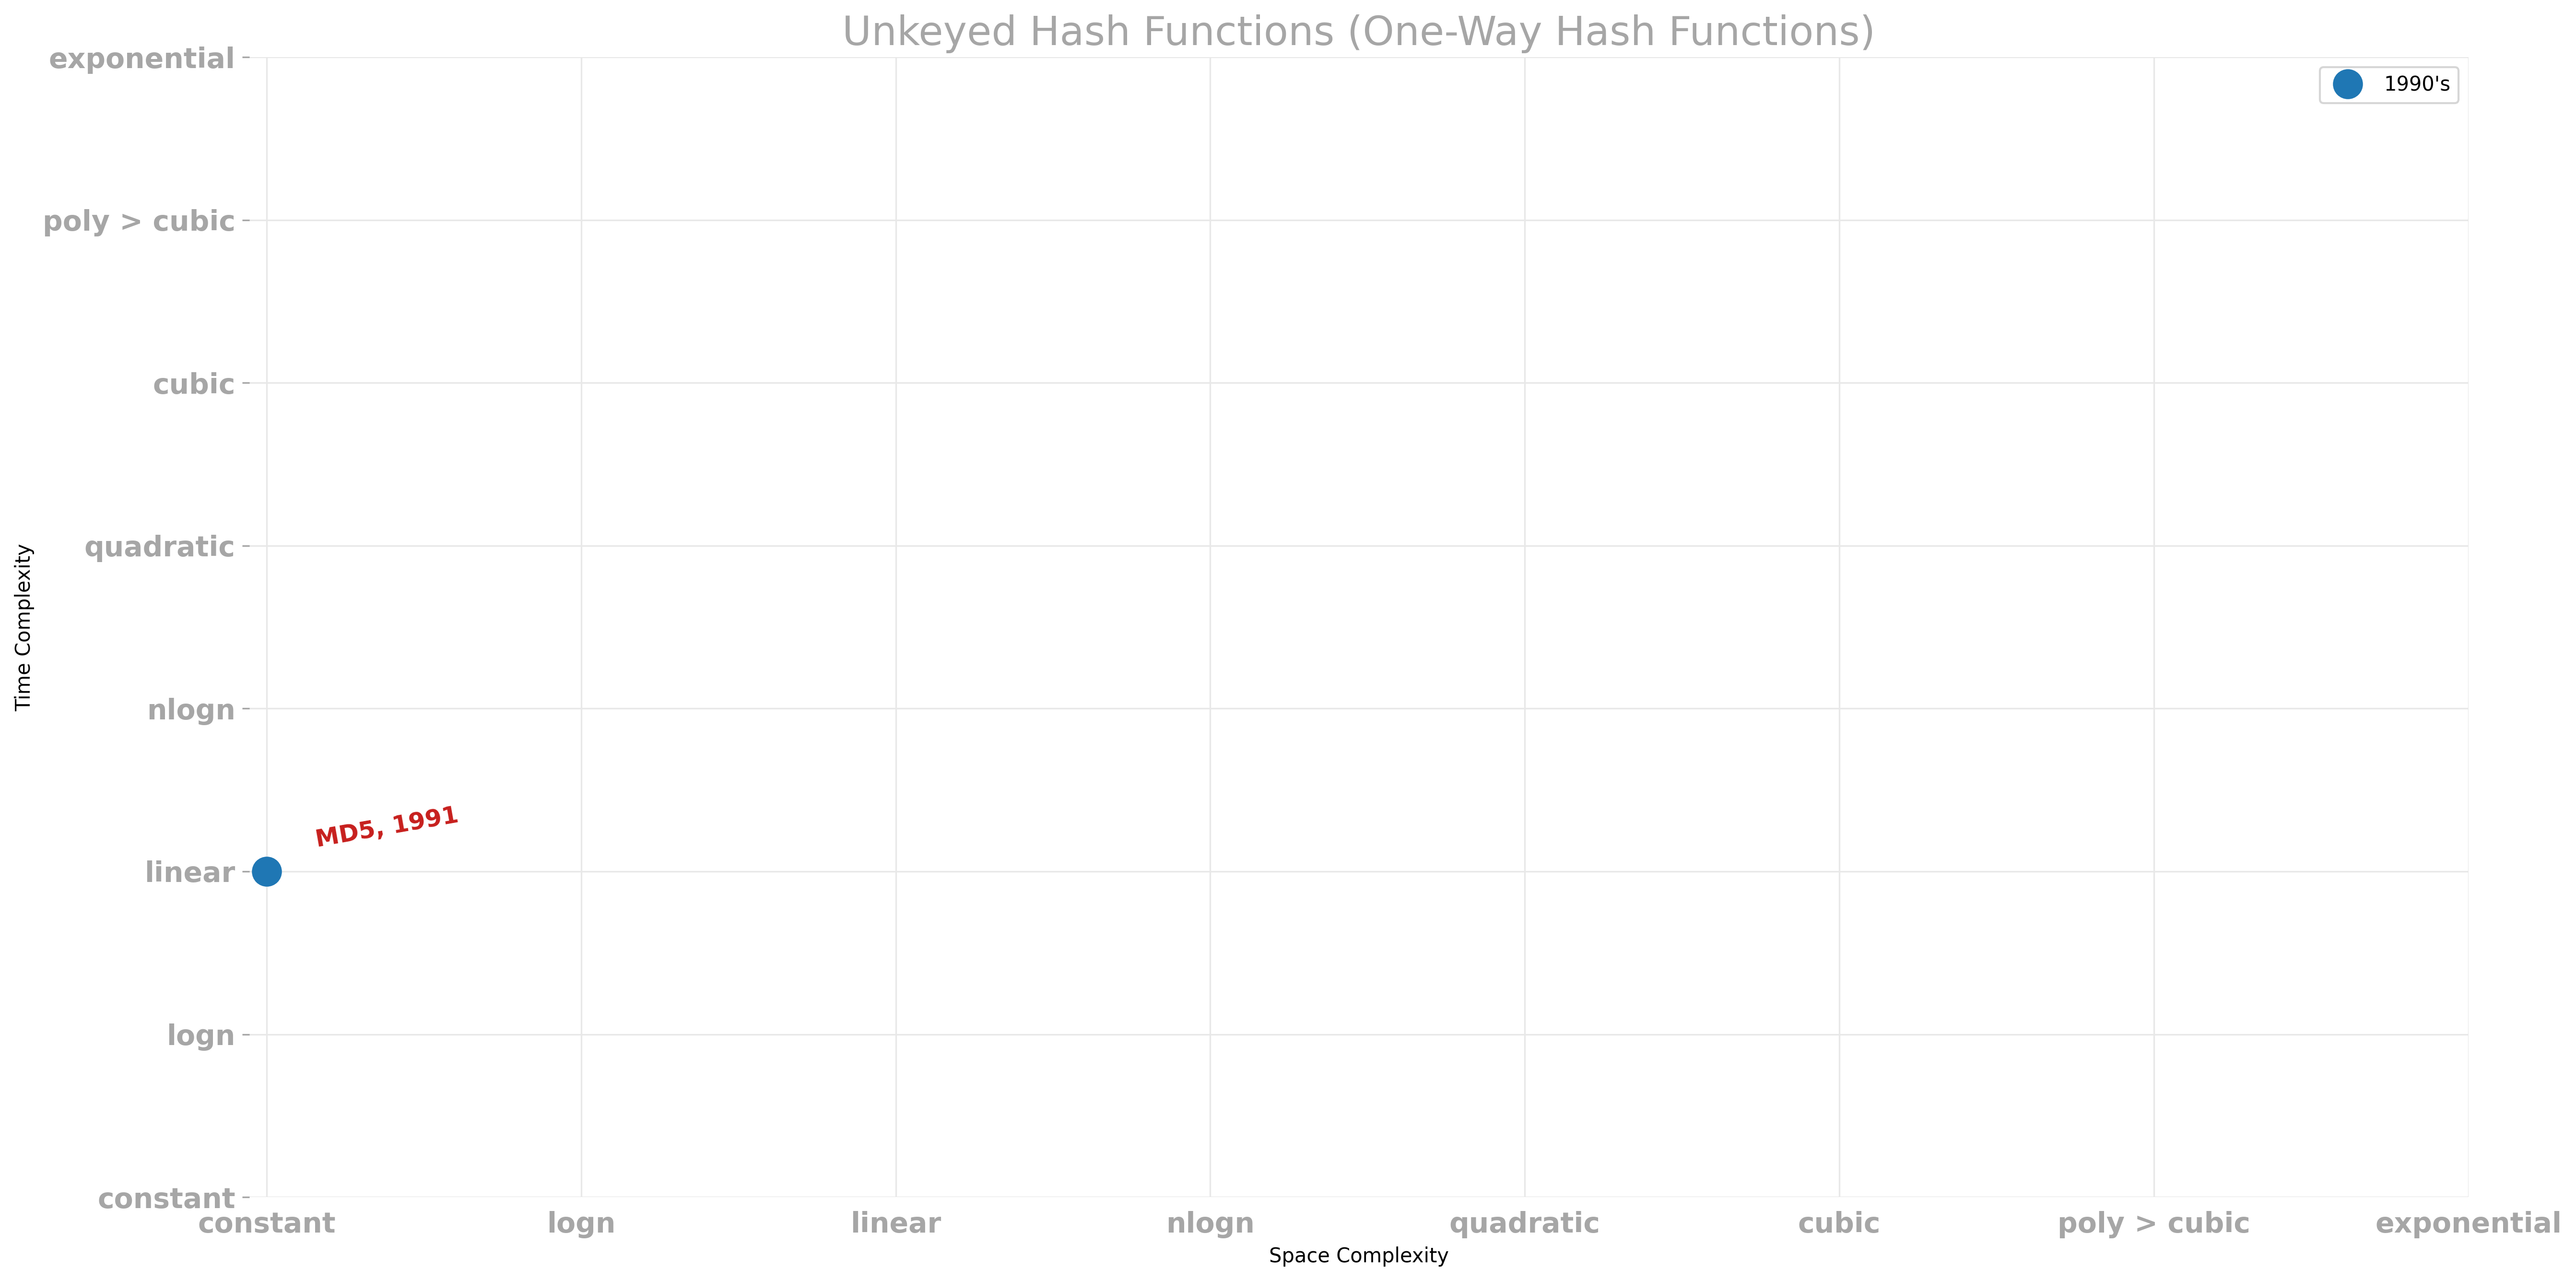 Unkeyed Hash Functions (One-Way Hash Functions)
1990's
exponential
poly > cubic
cubic
quadratic
nlogn
linear
logn
constant
Time Complexity
MD5, 1991
constant
logn
linear
nlogn
quadratic
cubic
poly > cubic
exponential
Space Complexity